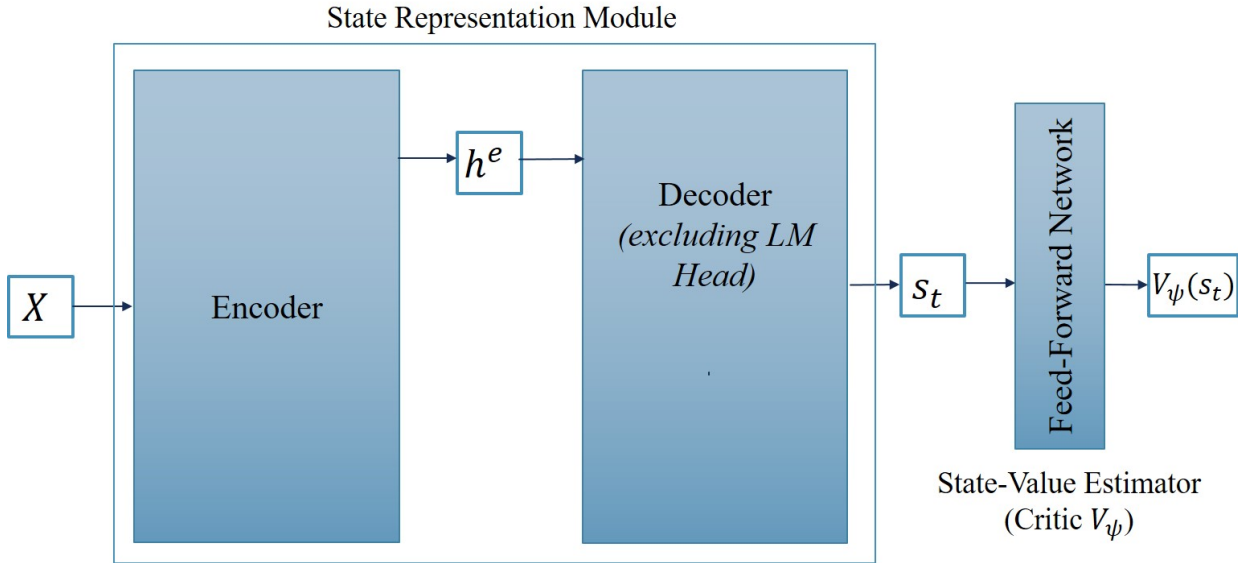 State Representation Module
X
Encoder
h^e
Decoder
(excluding LM
Head)
.
s_t
Feed-Forward Network
V_ψ(s_t)
State-Value Estimator
(Critic V_ψ)